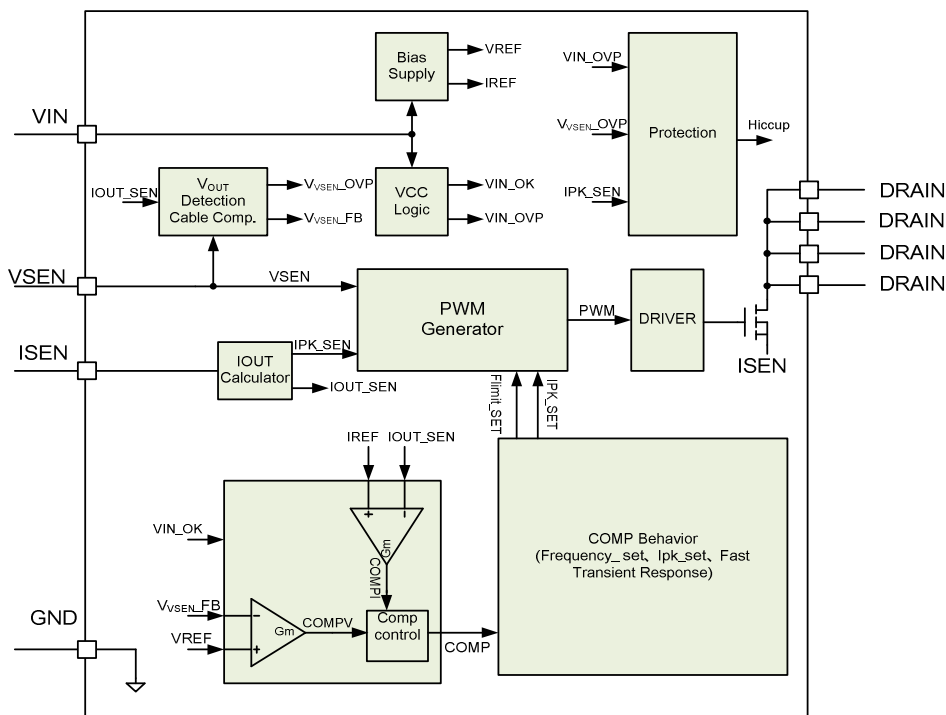 VIN
Bias
Supply
VREF
IREF
VIN_OVP
VVSEN_OVP
IPK_SEN
Protection
Hiccup
IOUT_SEN
VOUT
Detection
Cable Comp.
VVSEN_OVP
VVSEN_FB
VCC
Logic
VIN_OK
VIN_OVP
DRAIN
DRAIN
DRAIN
DRAIN
VSEN
VSEN
PWM
Generator
PWM
DRIVER
ISEN
ISEN
IOUT
Calculator
IPK_SEN
IOUT_SEN
Flimit_SET
IPK_SET
IREF
IOUT_SEN
+
−
Gm
COMPI
VIN_OK
VVSEN_FB
VREF
−
+
Gm
COMPV
Comp
control
COMP
COMP Behavior
(Frequency_ set、Ipk_set、Fast
Transient Response)
GND